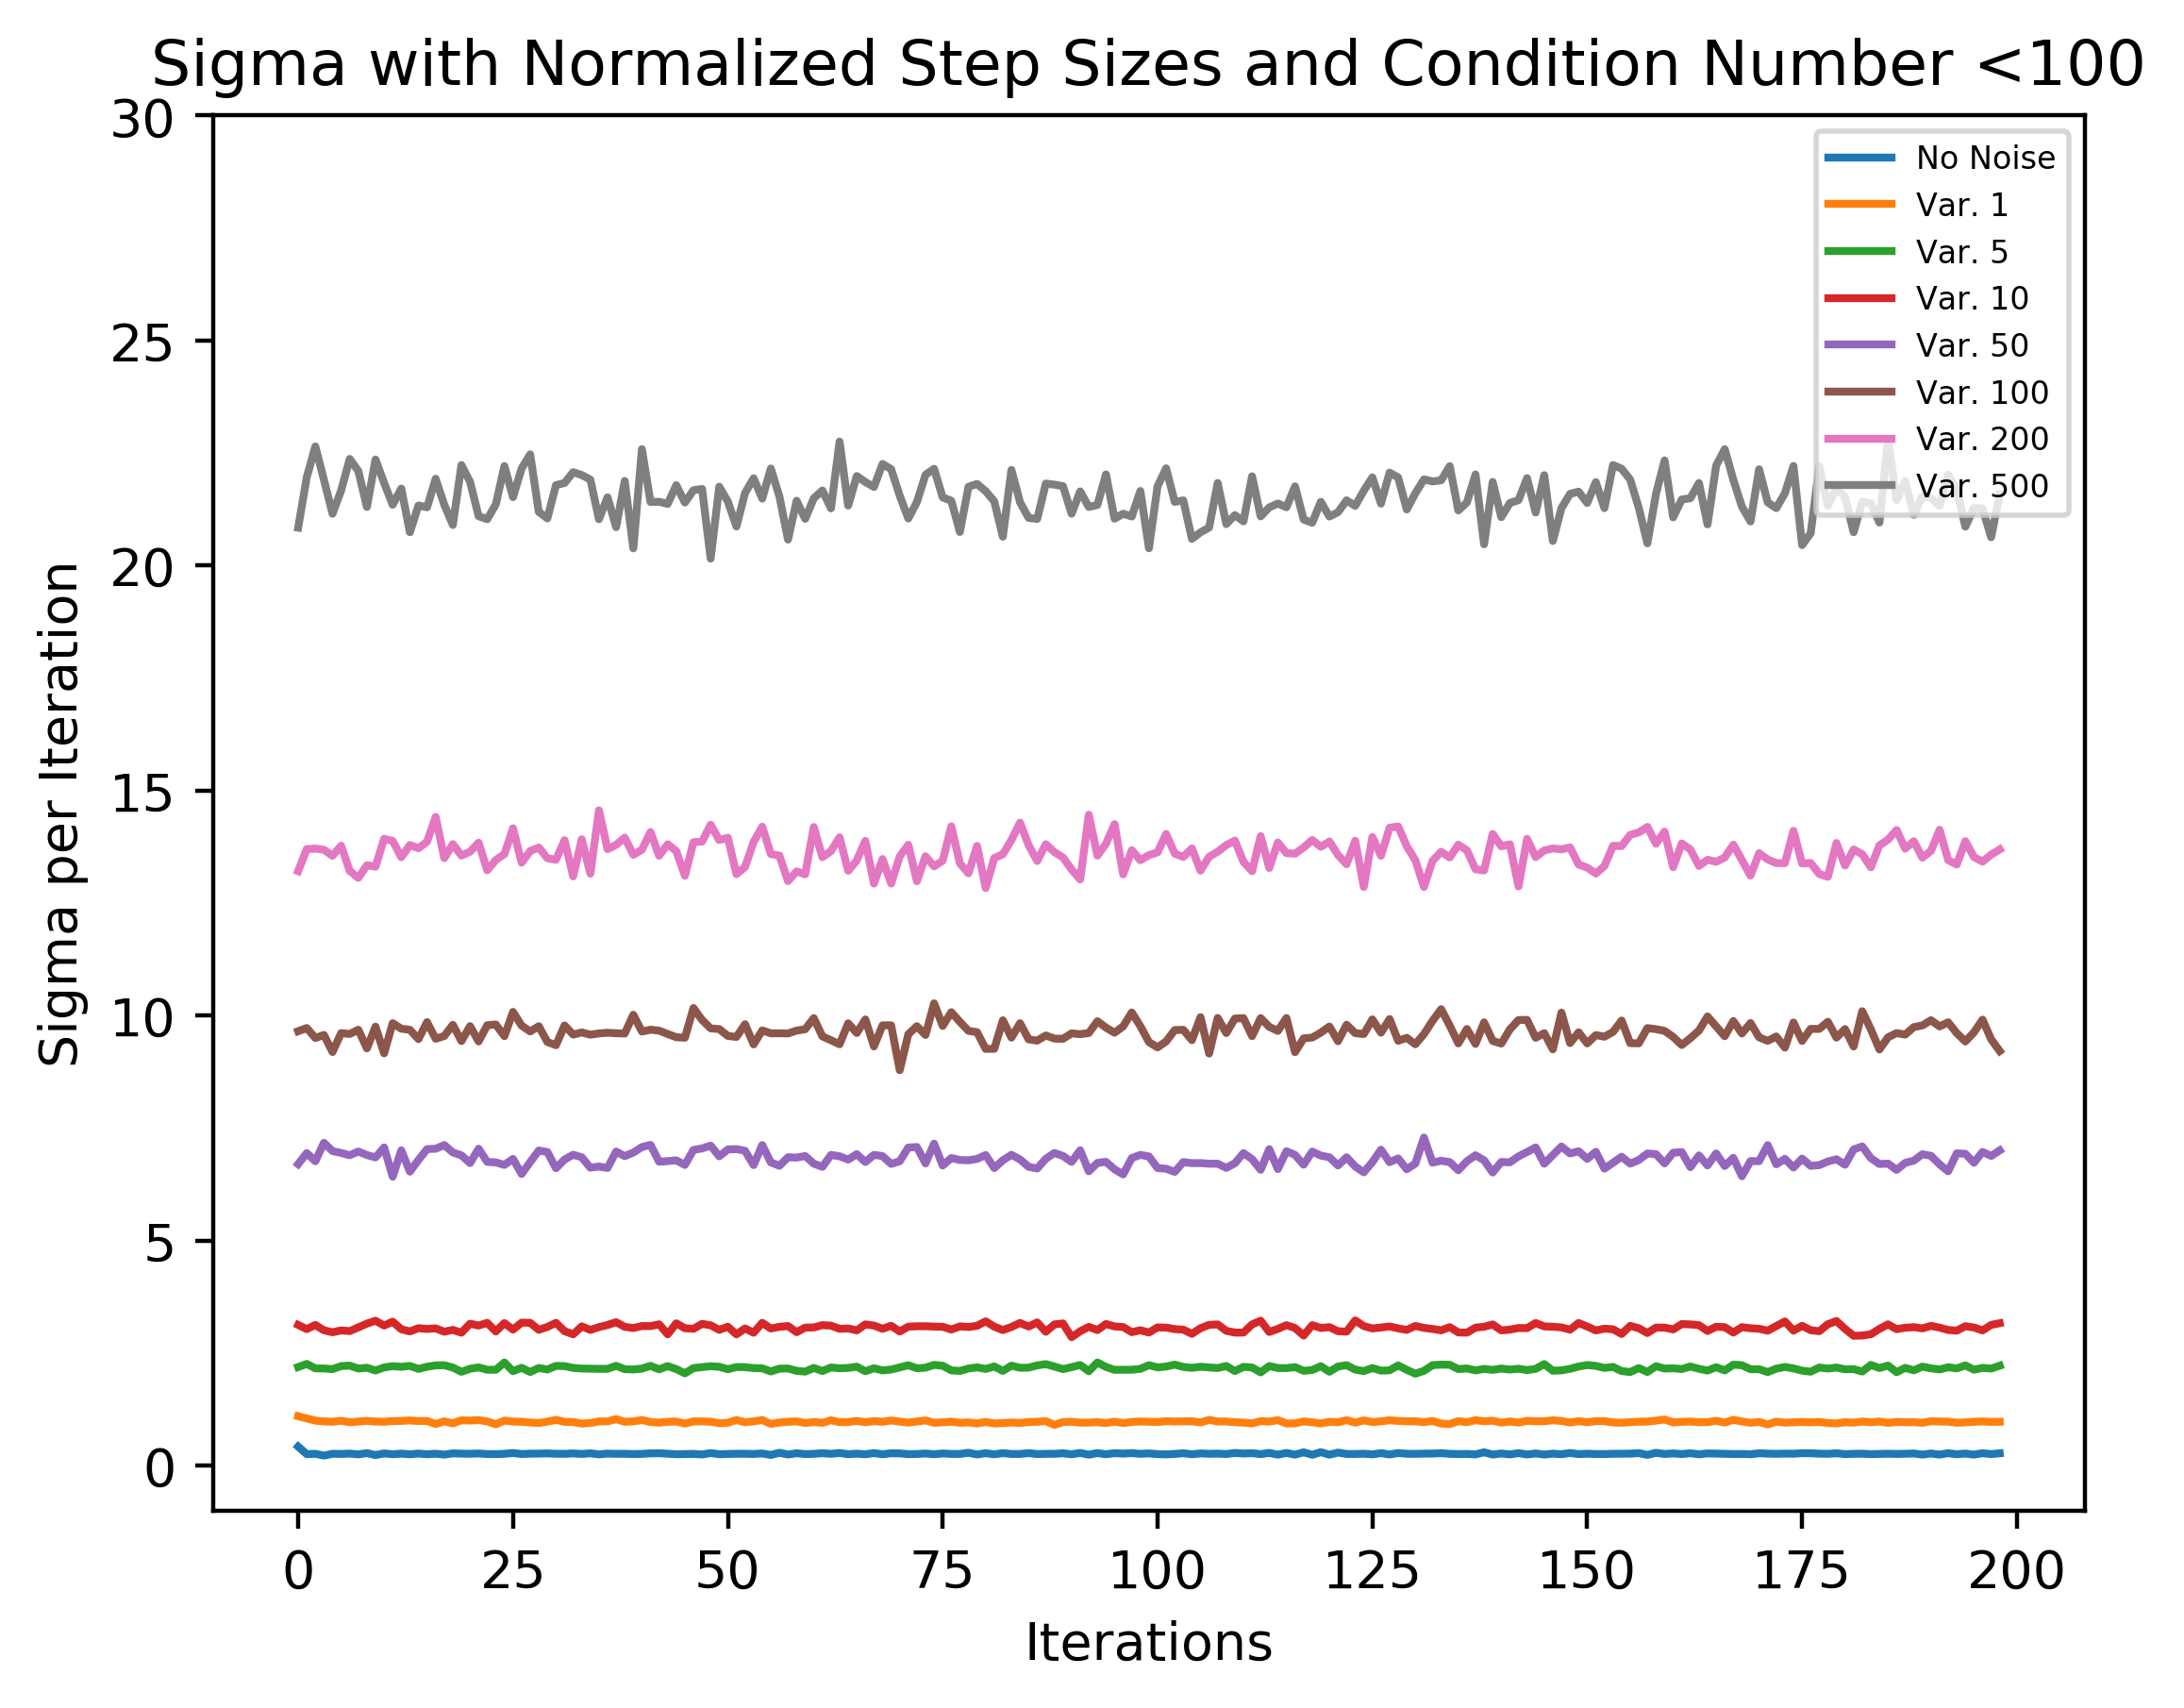 Sigma with Normalized Step Sizes and Condition Number <100
Sigma per Iteration
30
25
20
15
10
5
0
No Noise
Var. 1
Var. 5
Var. 10
Var. 50
Var. 100
Var. 200
Var. 500
0 25 50 75 100 125 150 175 200
Iterations